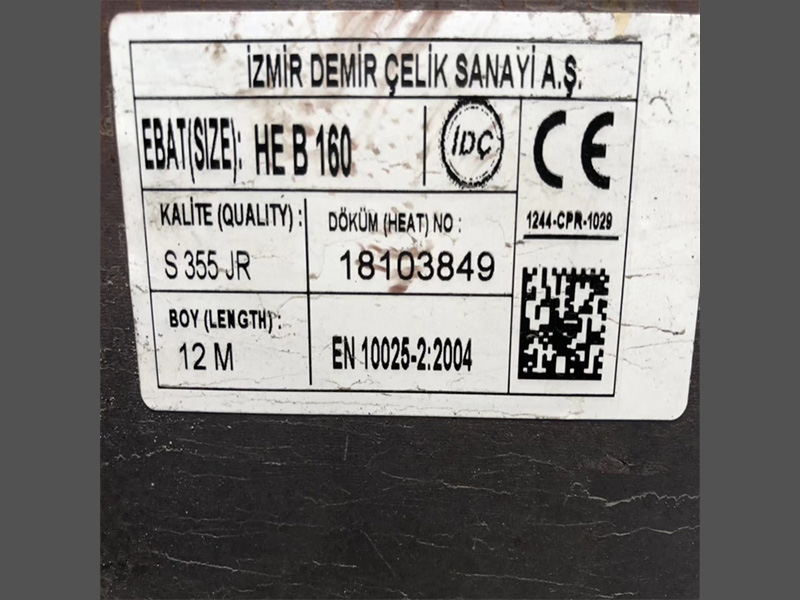 İZMİR DEMİR ÇELİK SANAYİ A.Ş.
EBAT(SIZE): HE B 160
İDÇ
CE
1244-CPR-1029
KALİTE (QUALITY) :
S 355 JR
DÖKÜM (HEAT) NO :
18103849
BOY (LENGTH) :
12 M
EN 10025-2:2004